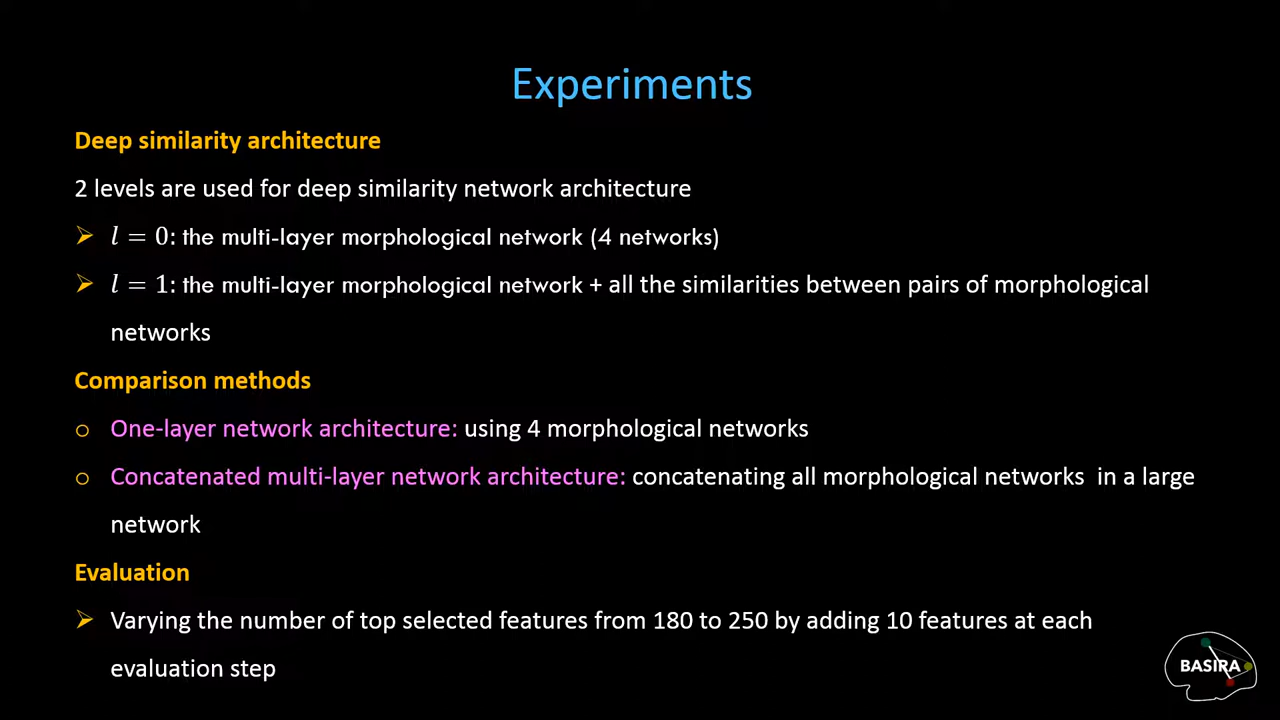 Experiments
Deep similarity architecture
2 levels are used for deep similarity network architecture
➢ l = 0: the multi-layer morphological network (4 networks)
➢ l = 1: the multi-layer morphological network + all the similarities between pairs of morphological
networks
Comparison methods
o One-layer network architecture: using 4 morphological networks
o Concatenated multi-layer network architecture: concatenating all morphological networks in a large
network
Evaluation
➢ Varying the number of top selected features from 180 to 250 by adding 10 features at each
evaluation step
BASIRA